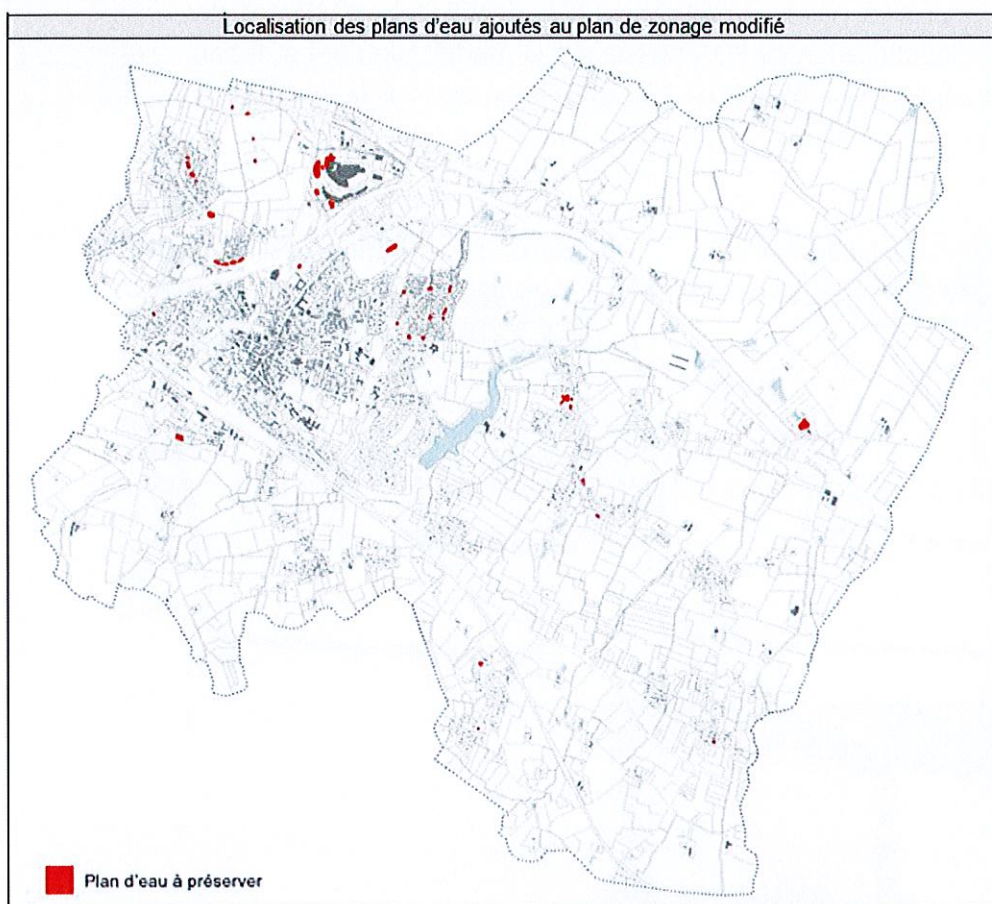 Localisation des plans d'eau ajoutés au plan de zonage modifié
Plan d'eau à préserver